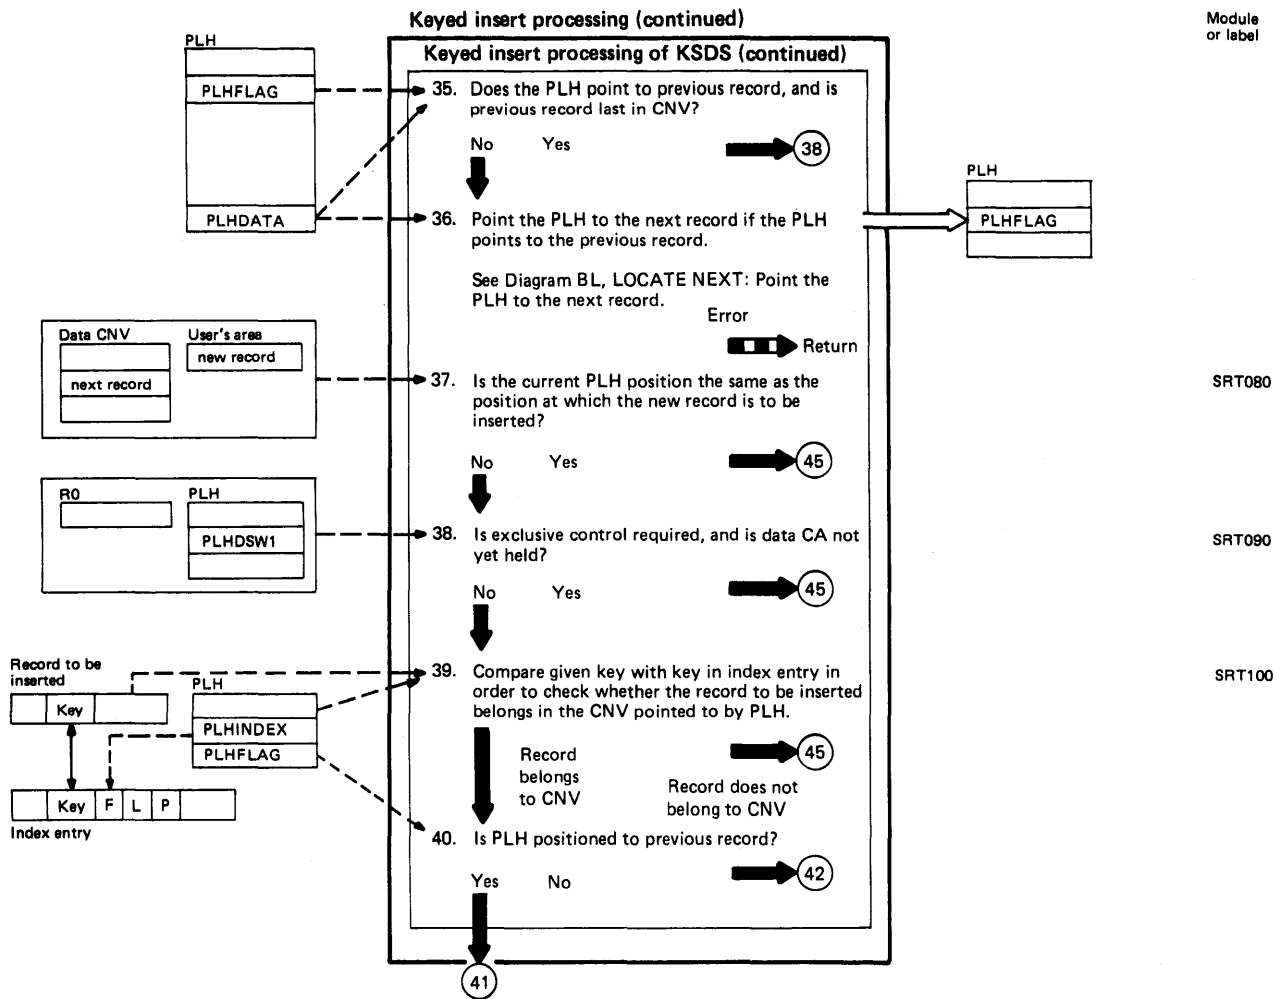 Keyed insert processing (continued)
Module
or label
Keyed insert processing of KSDS (continued)
PLH
PLHFLAG
PLHDATA
35. Does the PLH point to previous record, and is
previous record last in CNV?
No Yes
38
36. Point the PLH to the next record if the PLH
points to the previous record.
PLH
PLHFLAG
See Diagram BL, LOCATE NEXT: Point the
PLH to the next record.
Error
Return
Data CNV
next record
User's area
new record
37. Is the current PLH position the same as the
position at which the new record is to be
inserted?
SRT080
No Yes
45
R0
PLH
PLHDSW1
38. Is exclusive control required, and is data CA not
yet held?
SRT090
No Yes
45
Record to be
inserted
Key
PLH
PLHINDEX
PLHFLAG
Key F L P
Index entry
39. Compare given key with key in index entry in
order to check whether the record to be inserted
belongs in the CNV pointed to by PLH.
SRT100
Record
belongs
to CNV
45
Record does not
belong to CNV
40. Is PLH positioned to previous record?
Yes No
42
41